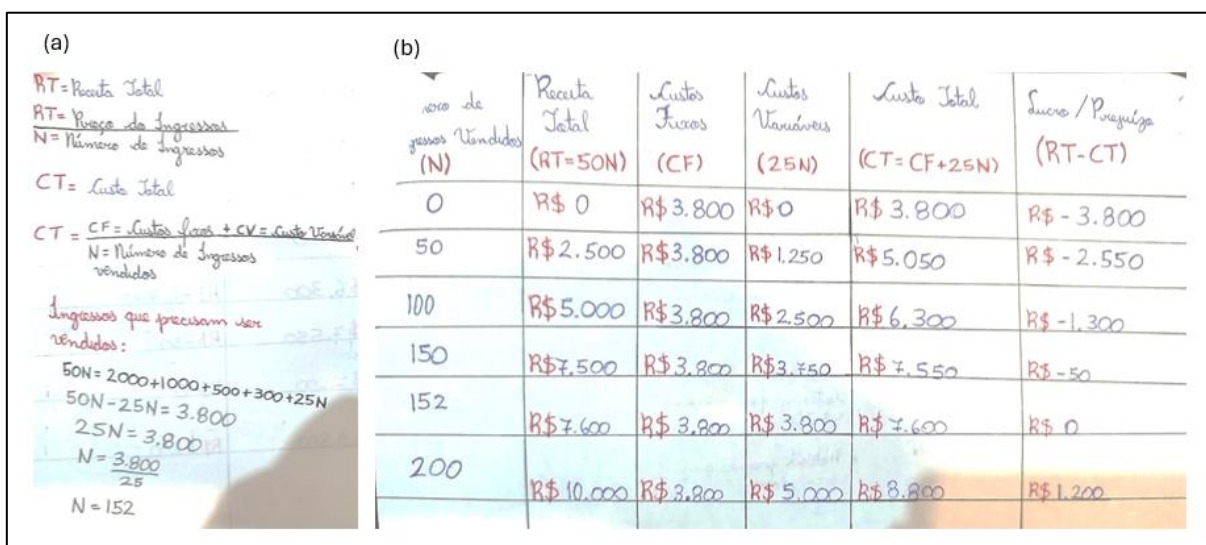 (a)
RT = Receita Total
RT = Preço do Ingressos
N = Número de Ingressos
CT = Custo Total
CT = CF = Custos fixos + CV = Custo Variável
N = Número de Ingressos
vendidos
Ingressos que precisam ser
vendidos:
50N = 2000+1000+500+300+25N
50N - 25N = 3.800
25N = 3.800
N = 3.800
25
N = 152
(b)
mero de gressos Vendidos (N) Receita Total (RT=50N) Custos Fixos (CF) Custos Variáveis (25N) Custo Total (CT = CF+25N) Lucro / Prejuízo (RT-CT)
0 R$ 0 R$ 3.800 R$ 0 R$ 3.800 R$ - 3.800
50 R$ 2.500 R$ 3.800 R$ 1.250 R$ 5.050 R$ - 2.550
100 R$ 5.000 R$ 3.800 R$ 2.500 R$ 6.300 R$ -1.300
150 R$ 7.500 R$ 3.800 R$ 3.750 R$ 7.550 R$ -50
152 R$ 7.600 R$ 3.800 R$ 3.800 R$ 7.600 R$ 0
200 R$ 10.000 R$ 3.800 R$ 5.000 R$ 8.800 R$ 1.200